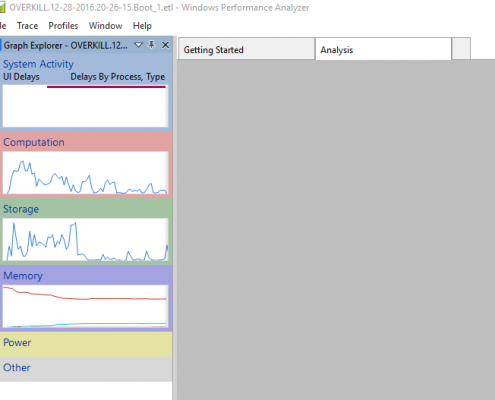 OVERKILL.12-28-2016.20-26-15.Boot_1.etl - Windows Performance Analyzer
Trace Profiles Window Help
Graph Explorer - OVERKILL.12...
Getting Started
Analysis
System Activity
UI Delays Delays By Process, Type
Computation
Storage
Memory
Power
Other